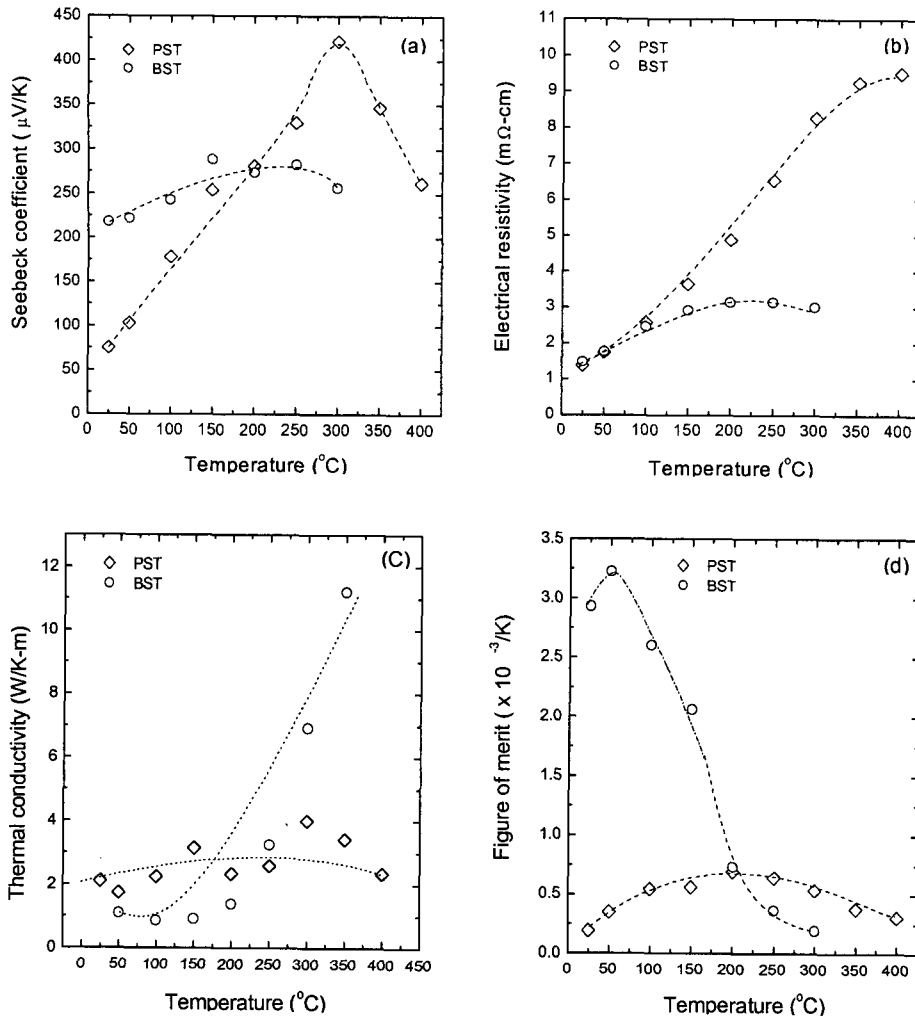 (a)
PST
BST
Seebeck coefficient ( μV/K)
450
400
350
300
250
200
150
100
50
0
0 50 100 150 200 250 300 350 400
Temperature (°C)
(b)
PST
BST
Electrical resistivity (mΩ-cm)
11
10
9
8
7
6
5
4
3
2
1
0
0 50 100 150 200 250 300 350 400
Temperature (°C)
(C)
PST
BST
Thermal conductivity (W/K-m)
12
10
8
6
4
2
0
0 50 100 150 200 250 300 350 400 450
Temperature (°C)
(d)
PST
BST
Figure of merit ( x 10 -3/K)
3.5
3.0
2.5
2.0
1.5
1.0
0.5
0.0
0 50 100 150 200 250 300 350 400
Temperature (°C)